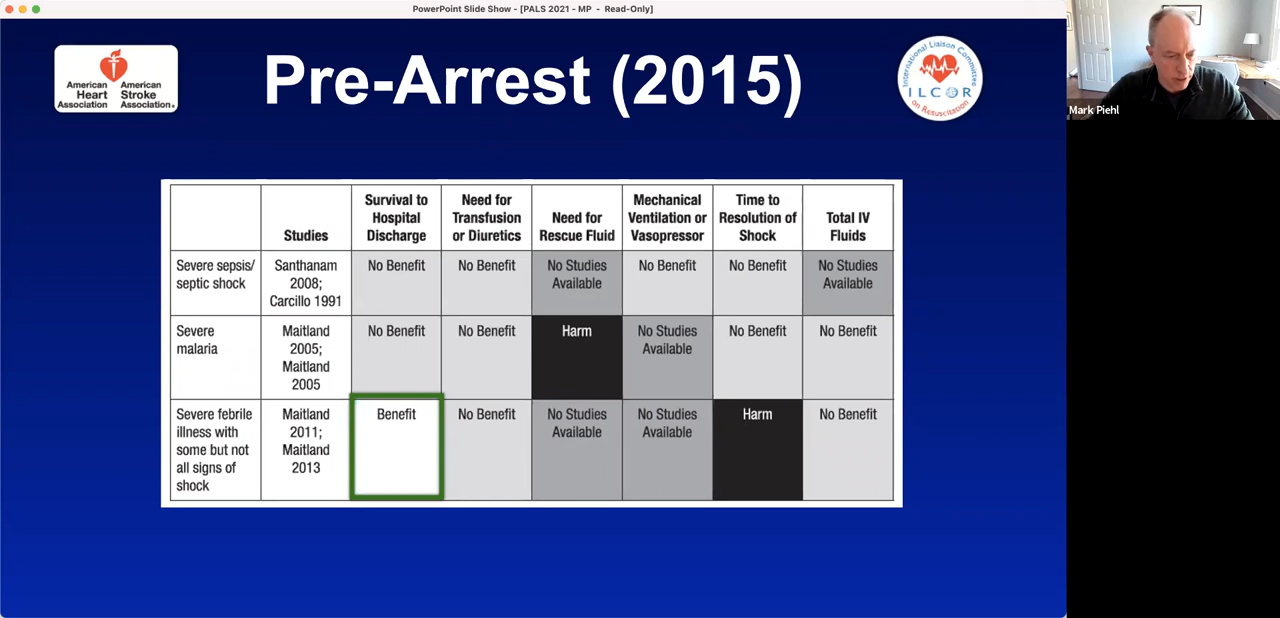 PowerPoint Slide Show - [PALS 2021 - MP - Read-Only]
American Heart Association
American Stroke Association®
Pre-Arrest (2015)
International Liaison Committee
ILCOR
on Resuscitation
Mark Piehl
Studies
Survival to
Hospital
Discharge
Need for
Transfusion
or Diuretics
Need for
Rescue Fluid
Mechanical
Ventilation or
Vasopressor
Time to
Resolution of
Shock
Total IV
Fluids
Severe sepsis/
septic shock
Santhanam
2008;
Carcillo 1991
No Benefit
No Benefit
No Studies
Available
No Benefit
No Benefit
No Studies
Available
Severe
malaria
Maitland
2005;
Maitland
2005
No Benefit
No Benefit
Harm
No Studies
Available
No Benefit
No Benefit
Severe febrile
illness with
some but not
all signs of
shock
Maitland
2011;
Maitland
2013
Benefit
No Benefit
No Studies
Available
No Studies
Available
Harm
No Benefit